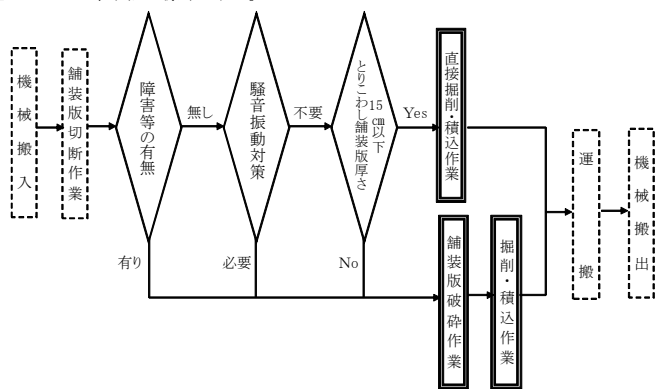 機械搬入
舗装版切断作業
障害等の有無
無し
騒音振動対策
不要
とりこわし舗装版厚さ
15cm以下
Yes
直接掘削・積込作業
運搬
機械搬出
有り
必要
No
舗装版破砕作業
掘削・積込作業